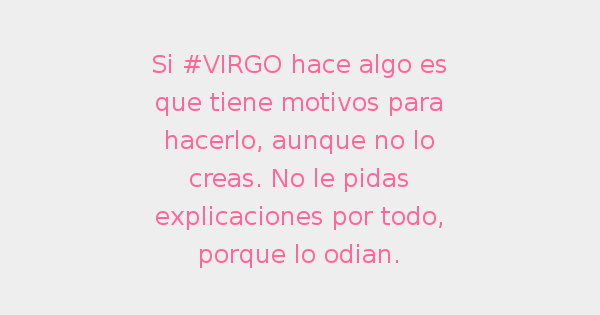 Si #VIRGO hace algo es
que tiene motivos para
hacerlo, aunque no lo
creas. No le pidas
explicaciones por todo,
porque lo odian.